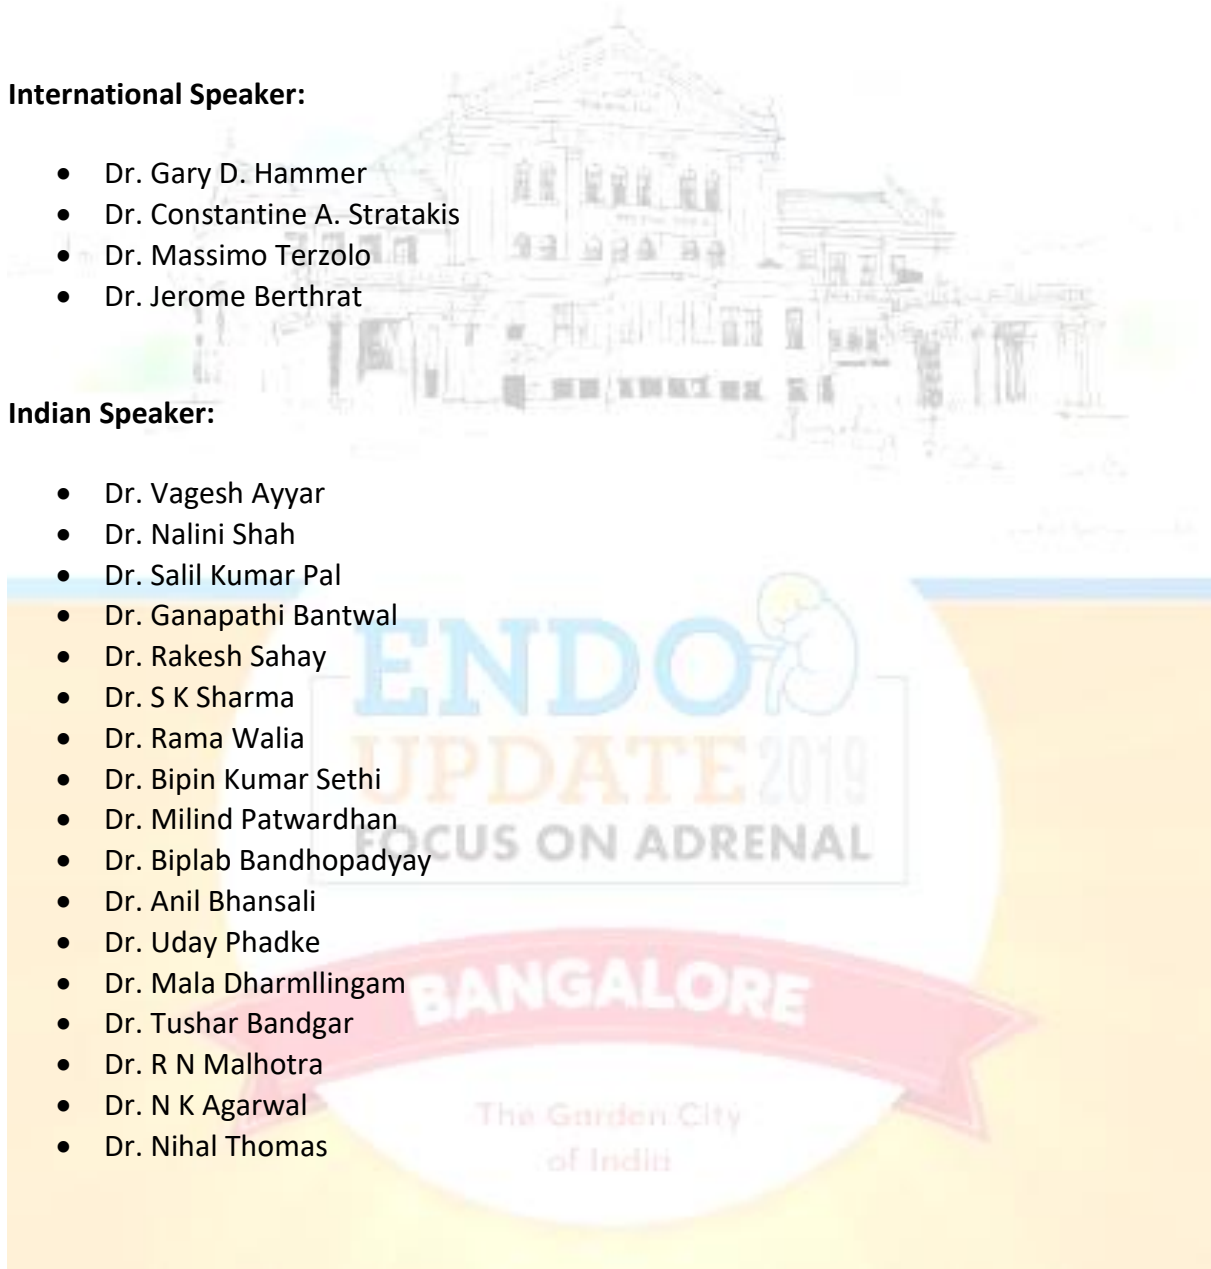 International Speaker:
• Dr. Gary D. Hammer
• Dr. Constantine A. Stratakis
• Dr. Massimo Terzolo
• Dr. Jerome Berthrat
Indian Speaker:
• Dr. Vagesh Ayyar
• Dr. Nalini Shah
• Dr. Salil Kumar Pal
• Dr. Ganapathi Bantwal
• Dr. Rakesh Sahay
• Dr. S K Sharma
• Dr. Rama Walia
• Dr. Bipin Kumar Sethi
• Dr. Milind Patwardhan
• Dr. Biplab Bandhopadyay
• Dr. Anil Bhansali
• Dr. Uday Phadke
• Dr. Mala Dharmllingam
• Dr. Tushar Bandgar
• Dr. R N Malhotra
• Dr. N K Agarwal
• Dr. Nihal Thomas
ENDO
UPDATE 2019
FOCUS ON ADRENAL
BANGALORE
The Garden City
of India